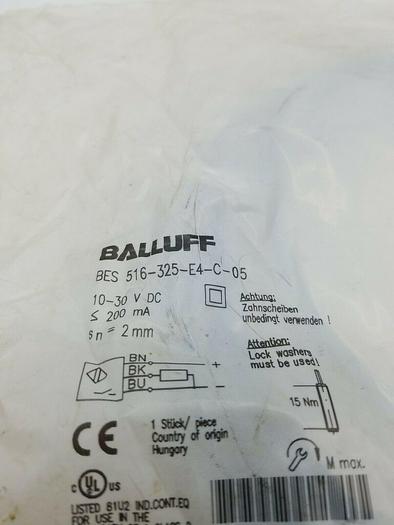 BALLUFF
BES 516-325-E4-C-05
10-30 V DC
≤ 200 mA
sn = 2 mm
Achtung:
Zahnscheiben
unbedingt verwenden !
Attention:
Lock washers
must be used!
BN +
BK
BU -
15 Nm
M max.
CE
1 Stück/ piece
Country of origin
Hungary
c UL us
LISTED 81U2 IND.CONT.EQ
FOR USE IN THE